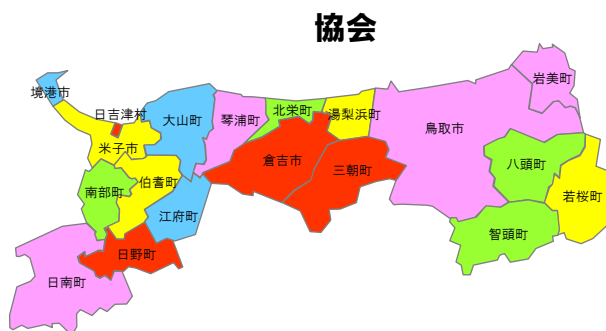 協会
岩美町
境港市
日吉津村
北栄町
湯梨浜町
大山町
琴浦町
鳥取市
米子市
倉吉市
三朝町
八頭町
伯耆町
南部町
若桜町
江府町
智頭町
日野町
日南町